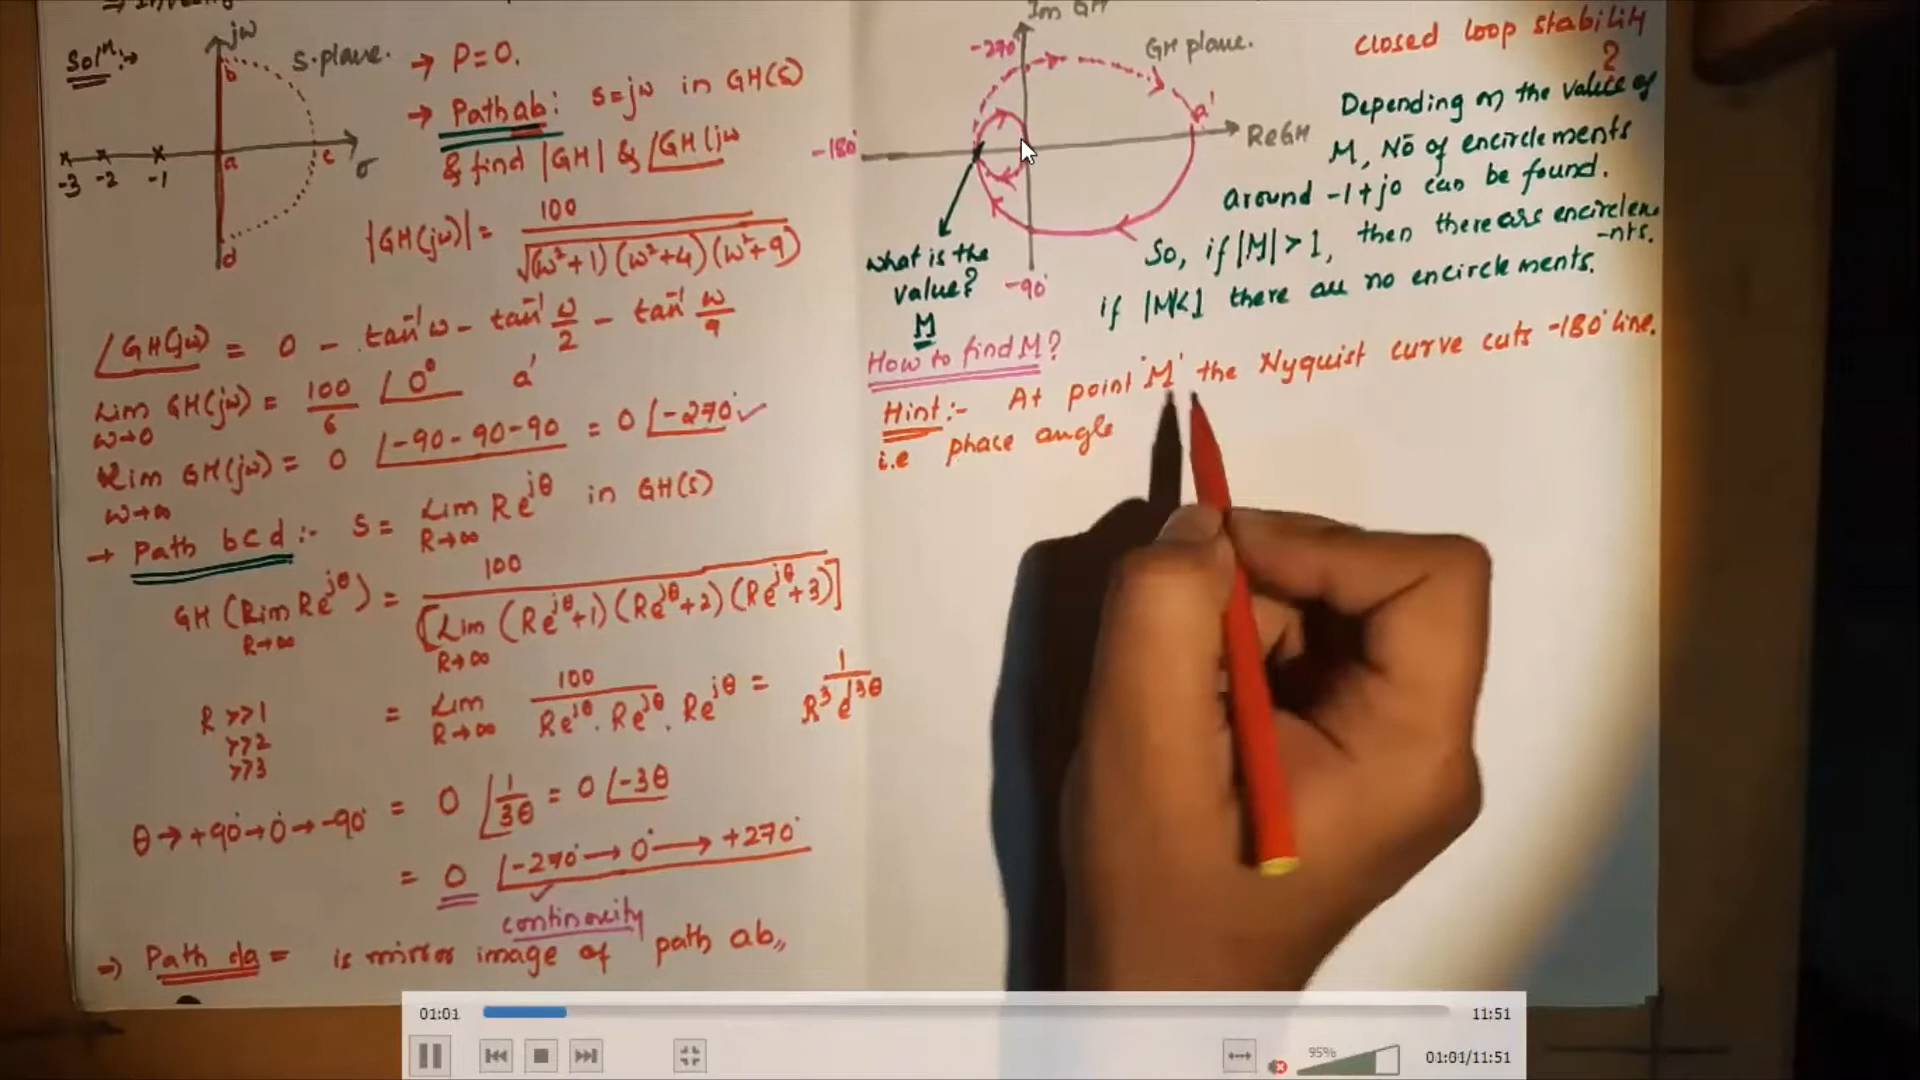 Solⁿ:→
jω
s-plane.
b
a
c
d
σ
-3 -2 -1
→ P=0.
→ Path ab: s=jω in GH(s)
& find |GH| & ∠GH(jω
|GH(jω)| = 100 / √(ω²+1)(ω²+4)(ω²+9)
∠GH(jω) = 0 - tan⁻¹ω - tan⁻¹ ω/2 - tan⁻¹ ω/9
Lim ω→0 GH(jω) = 100/6 ∠0° a'
Lim ω→∞ GH(jω) = 0 ∠-90-90-90 = 0 ∠-270° ✓
→ Path bcd :- s = Lim R→∞ Re^jθ in GH(s)
GH(Lim R→∞ Re^jθ) = 100 / [Lim R→∞ (Re^jθ+1)(Re^jθ+2)(Re^jθ+3)]
R >>1
>>2
>>3
= Lim R→∞ 100 / Re^jθ . Re^jθ . Re^jθ = 1 / R³e^j3θ
θ→+90°→0°→-90° = 0 ∠1/3θ = 0 ∠-3θ
= 0 ∠-270°→0°→+270°
✓
continouity
⇒ Path da = is mirror image of path ab,,
Im GH
-270°
GH plane.
a'
Re GH
-180°
-90°
what is the
value?
M
closed loop stability
?
Depending on the value of
M, No of encirclements
around -1+j0 can be found.
So, if |M|>1, then there are encircleme
-nts.
if |M|<1 there are no encirclements.
How to find M?
Hint:- At point 'M' the Nyquist curve cuts -180° line.
i.e phace angle
01:01
11:51
95%
01:01/11:51